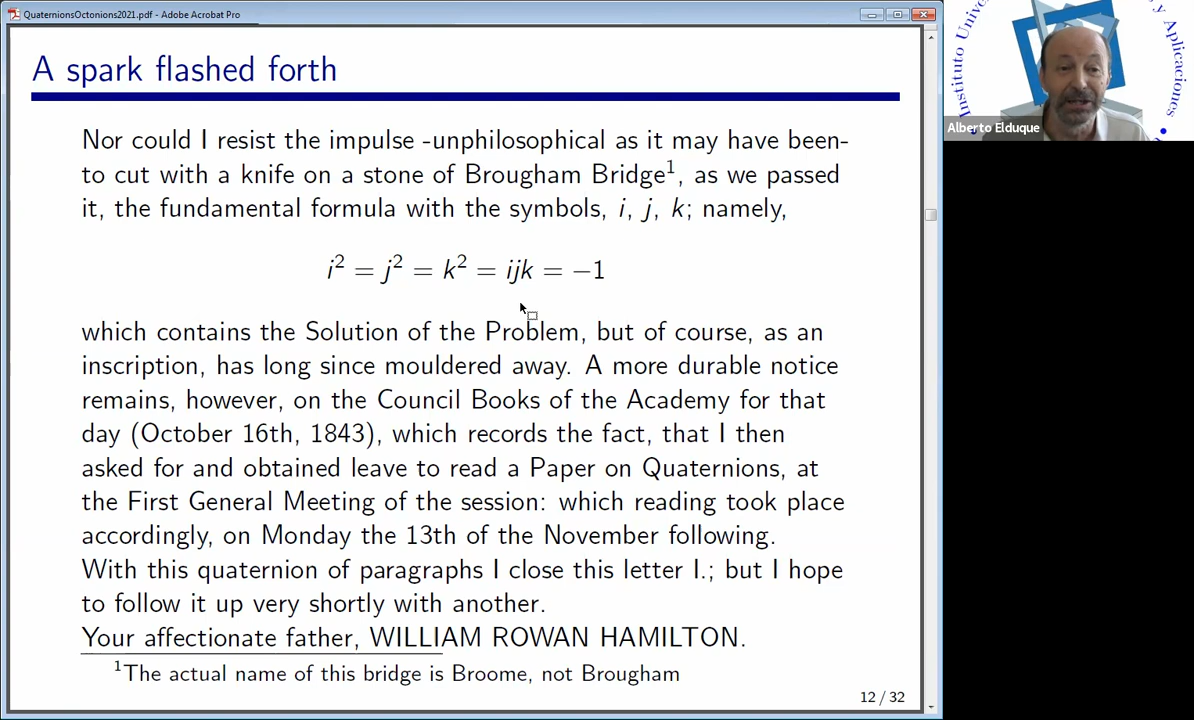 QuaternionsOctonions2021.pdf - Adobe Acrobat Pro
A spark flashed forth
Nor could I resist the impulse -unphilosophical as it may have been-
to cut with a knife on a stone of Brougham Bridge¹, as we passed
it, the fundamental formula with the symbols, i, j, k; namely,
i² = j² = k² = ijk = −1
which contains the Solution of the Problem, but of course, as an
inscription, has long since mouldered away. A more durable notice
remains, however, on the Council Books of the Academy for that
day (October 16th, 1843), which records the fact, that I then
asked for and obtained leave to read a Paper on Quaternions, at
the First General Meeting of the session: which reading took place
accordingly, on Monday the 13th of the November following.
With this quaternion of paragraphs I close this letter I.; but I hope
to follow it up very shortly with another.
Your affectionate father, WILLIAM ROWAN HAMILTON.
¹The actual name of this bridge is Broome, not Brougham
12 / 32
Instituto Univer
y Aplicaciones
Alberto Elduque